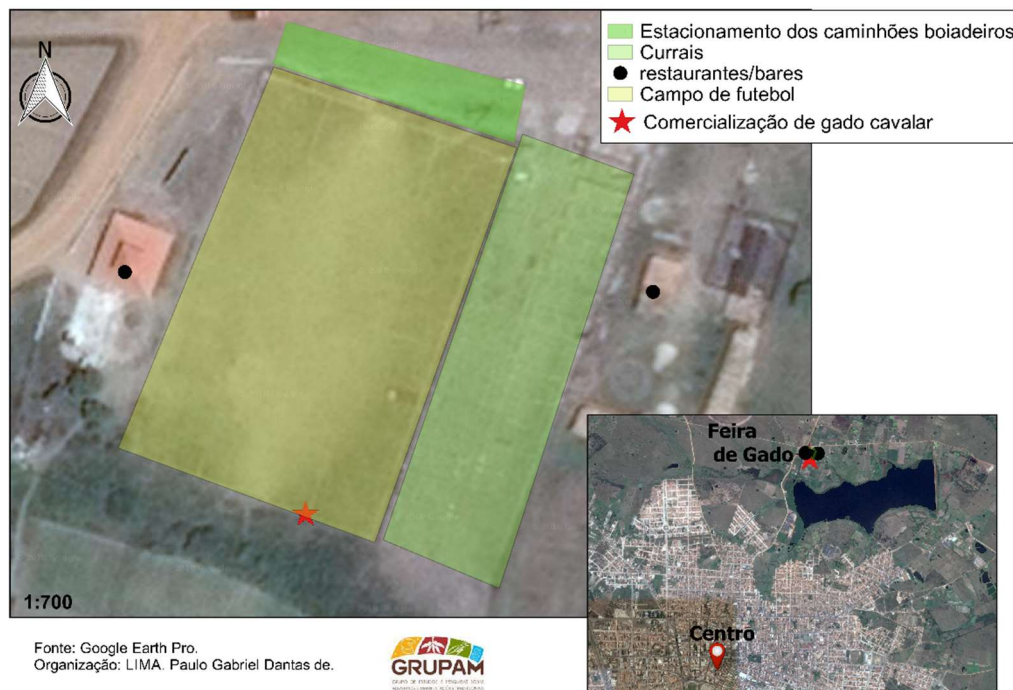 N
Estacionamento dos caminhões boiadeiros
Currais
restaurantes/bares
Campo de futebol
Comercialização de gado cavalar
Feira
de Gado
Centro
1:700
Fonte: Google Earth Pro.
Organização: LIMA. Paulo Gabriel Dantas de.
GRUPAM